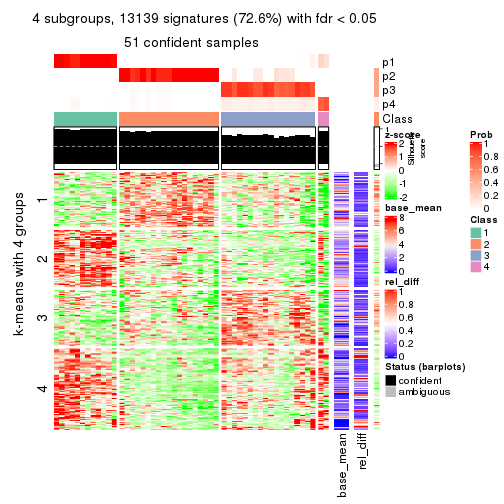 4 subgroups, 13139 signatures (72.6%) with fdr < 0.05
51 confident samples
p1
p2
p3
p4
Class
1
Silhouette
score
z-score
2
1
0
-1
-2
base_mean
8
6
4
2
0
rel_diff
1
0.8
0.6
0.4
0.2
0
Prob
1
0.8
0.6
0.4
0.2
0
Class
1
2
3
4
Status (barplots)
confident
ambiguous
k-means with 4 groups
1
2
3
4
base_mean
rel_diff